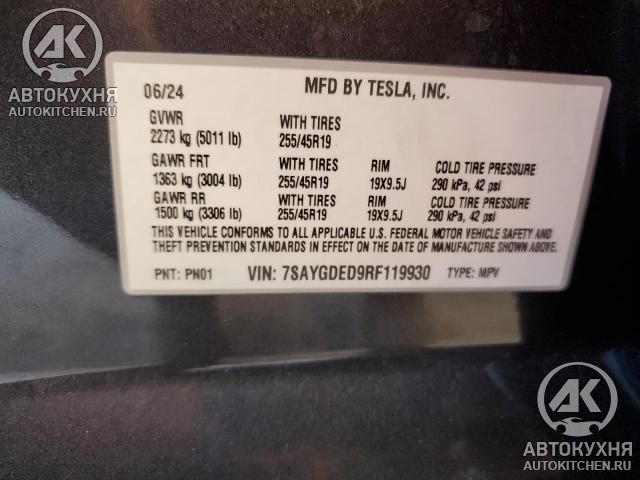 AK
АВТОКУХНЯ
AUTOKITCHEN.RU
06/24 MFD BY TESLA, INC.
GVWR WITH TIRES
2273 kg (5011 lb) 255/45R19
GAWR FRT WITH TIRES RIM COLD TIRE PRESSURE
1363 kg (3004 lb) 255/45R19 19X9.5J 290 kPa, 42 psi
GAWR RR WITH TIRES RIM COLD TIRE PRESSURE
1500 kg (3306 lb) 255/45R19 19X9.5J 290 kPa, 42 psi
THIS VEHICLE CONFORMS TO ALL APPLICABLE U.S. FEDERAL MOTOR VEHICLE SAFETY AND
THEFT PREVENTION STANDARDS IN EFFECT ON THE DATE OF MANUFACTURE SHOWN ABOVE.
PNT: PN01 VIN: 7SAYGDED9RF119930 TYPE: MPV
AK
АВТОКУХНЯ
AUTOKITCHEN.RU